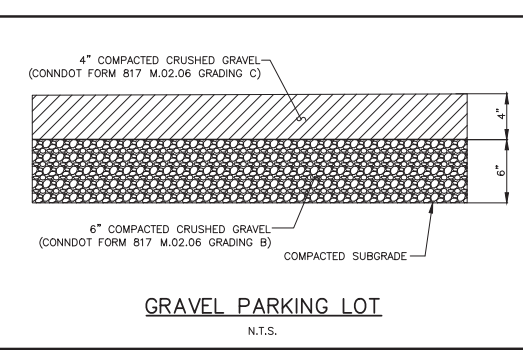 4" COMPACTED CRUSHED GRAVEL
(CONNDOT FORM 817 M.02.06 GRADING C)
4"
6"
6" COMPACTED CRUSHED GRAVEL
(CONNDOT FORM 817 M.02.06 GRADING B)
COMPACTED SUBGRADE
GRAVEL PARKING LOT
N.T.S.